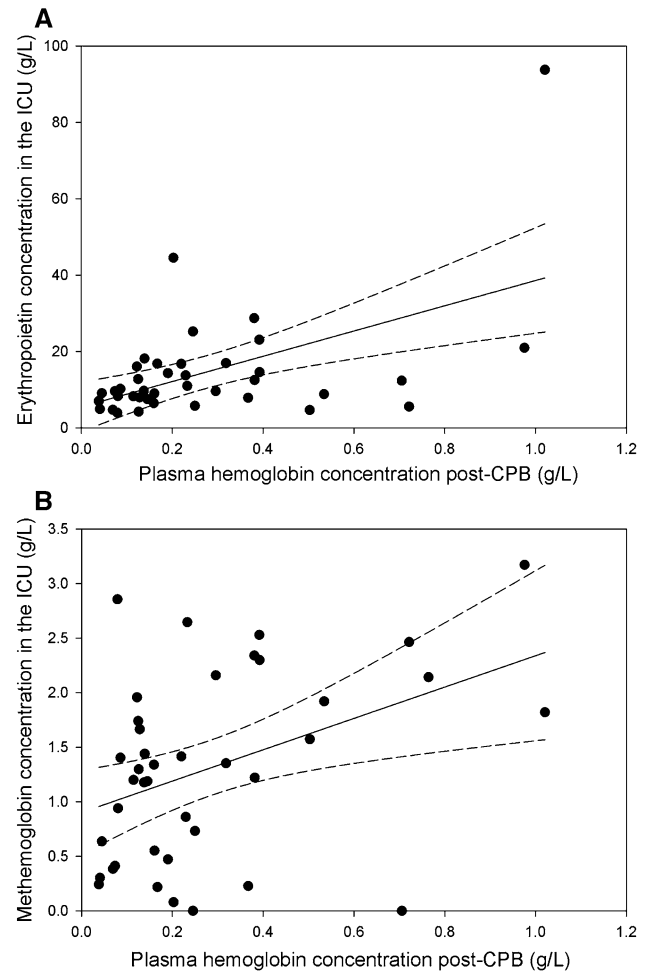 A
Erythropoietin concentration in the ICU (g/L)
100
80
60
40
20
0
0.0 0.2 0.4 0.6 0.8 1.0 1.2
Plasma hemoglobin concentration post-CPB (g/L)
B
Methemoglobin concentration in the ICU (g/L)
3.5
3.0
2.5
2.0
1.5
1.0
0.5
0.0
0.0 0.2 0.4 0.6 0.8 1.0 1.2
Plasma hemoglobin concentration post-CPB (g/L)